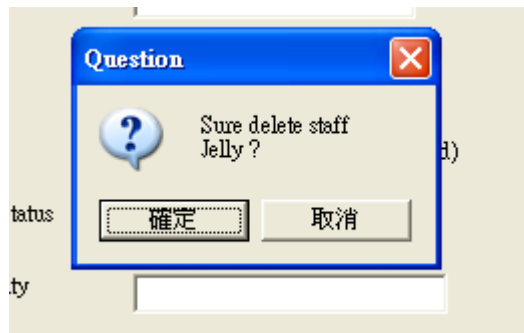 Question
Sure delete staff
Jelly ?
d)
tatus
確定
取消
ty